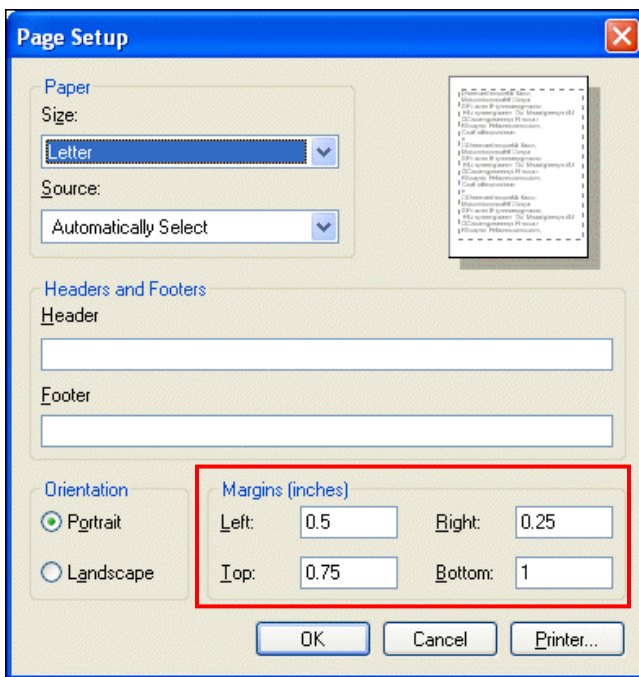 Page Setup
Paper
Size:
Letter
Source:
Automatically Select
Headers and Footers
Header
Footer
Orientation
Portrait
Landscape
Margins (inches)
Left: 0.5 Right: 0.25
Top: 0.75 Bottom: 1
OK Cancel Printer...